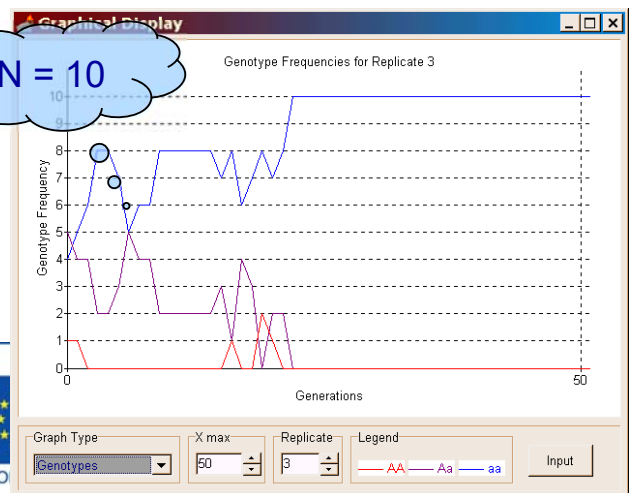 Graphical Display
N = 10
Genotype Frequencies for Replicate 3
Genotype Frequency
10
9
8
7
6
5
4
3
2
1
0
0
50
Generations
Graph Type
Genotypes
X max
50
Replicate
3
Legend
AA
Aa
aa
Input